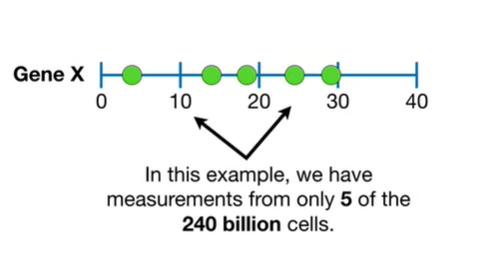 Gene X
0 10 20 30 40
In this example, we have
measurements from only 5 of the
240 billion cells.